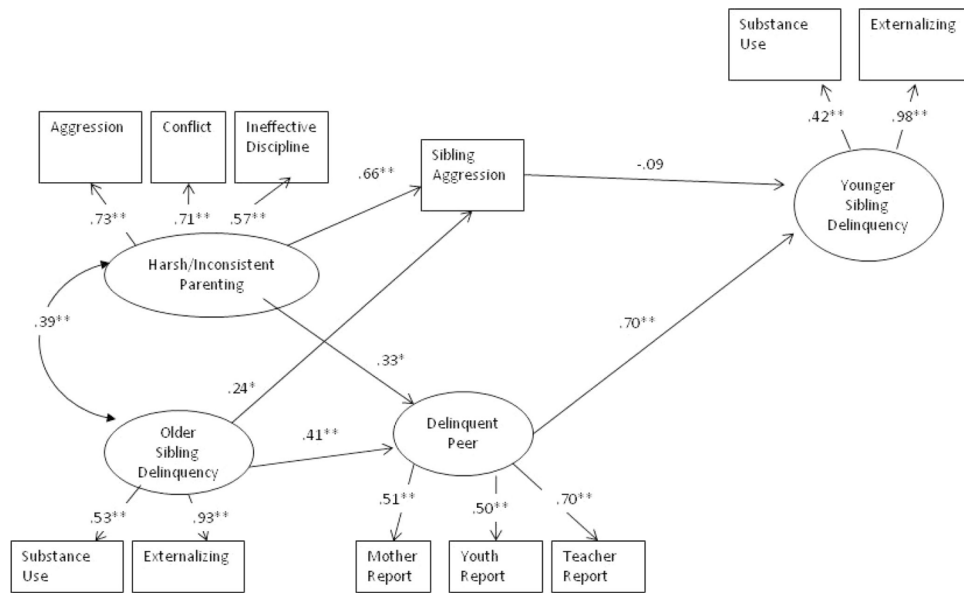 Substance
Use
Externalizing
.42**
.98**
Aggression
Conflict
Ineffective
Discipline
Sibling
Aggression
.66**
-.09
Younger
Sibling
Delinquency
.73**
.71**
.57**
Harsh/Inconsistent
Parenting
.39**
.70**
.33*
.24*
Older
Sibling
Delinquency
.41**
Delinquent
Peer
.53**
.93**
.51**
.50**
.70**
Substance
Use
Externalizing
Mother
Report
Youth
Report
Teacher
Report